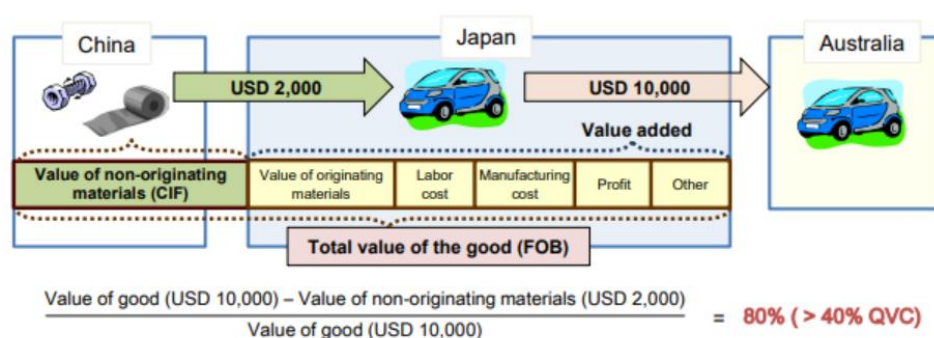 China
Japan
Australia
USD 2,000
USD 10,000
Value added
Value of non-originating
materials (CIF)
Value of originating
materials
Labor
cost
Manufacturing
cost
Profit
Other
Total value of the good (FOB)
Value of good (USD 10,000) – Value of non-originating materials (USD 2,000)
Value of good (USD 10,000)
= 80% ( > 40% QVC)